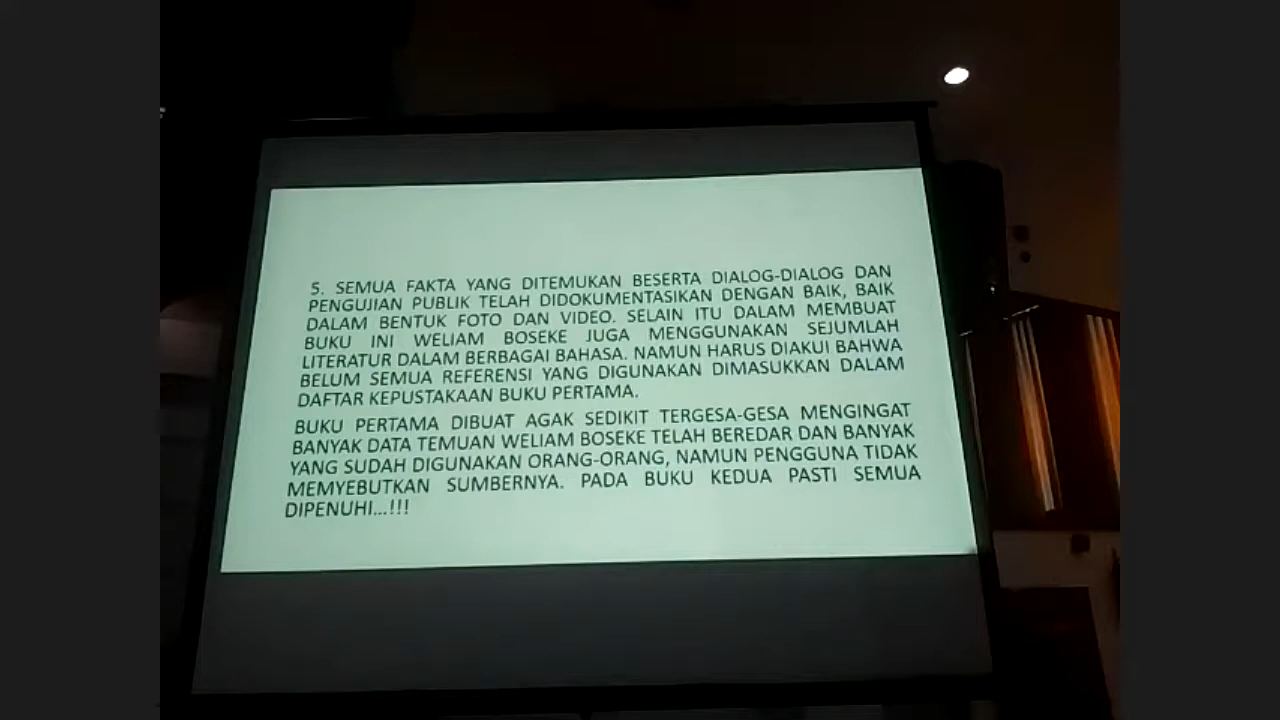 5. SEMUA FAKTA YANG DITEMUKAN BESERTA DIALOG-DIALOG DAN
PENGUJIAN PUBLIK TELAH DIDOKUMENTASIKAN DENGAN BAIK, BAIK
DALAM BENTUK FOTO DAN VIDEO. SELAIN ITU DALAM MEMBUAT
BUKU INI WELIAM BOSEKE JUGA MENGGUNAKAN SEJUMLAH
LITERATUR DALAM BERBAGAI BAHASA. NAMUN HARUS DIAKUI BAHWA
BELUM SEMUA REFERENSI YANG DIGUNAKAN DIMASUKKAN DALAM
DAFTAR KEPUSTAKAAN BUKU PERTAMA.
BUKU PERTAMA DIBUAT AGAK SEDIKIT TERGESA-GESA MENGINGAT
BANYAK DATA TEMUAN WELIAM BOSEKE TELAH BEREDAR DAN BANYAK
YANG SUDAH DIGUNAKAN ORANG-ORANG, NAMUN PENGGUNA TIDAK
MEMYEBUTKAN SUMBERNYA. PADA BUKU KEDUA PASTI SEMUA
DIPENUHI...!!!